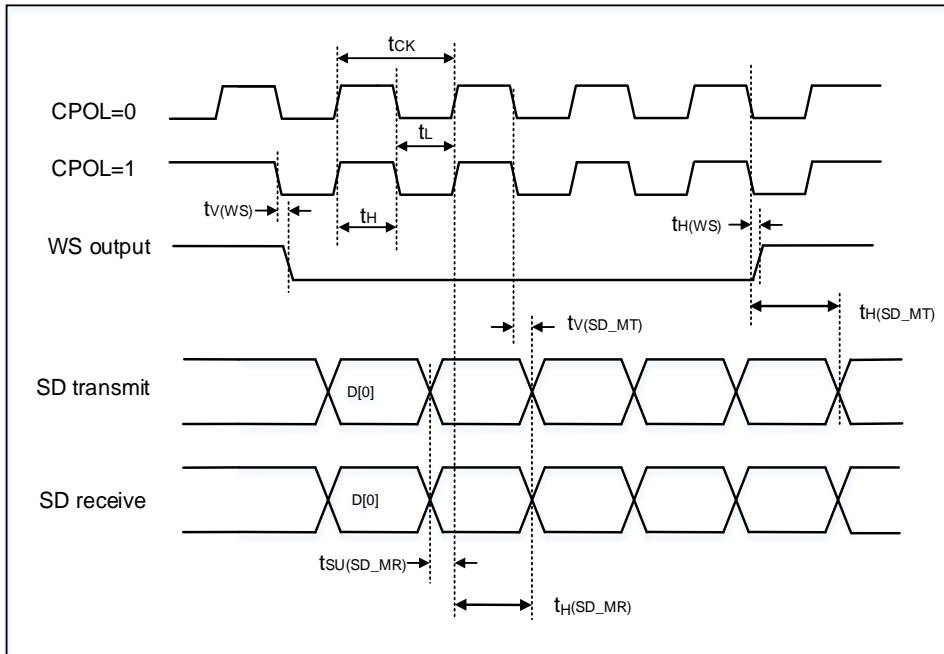 tCK
CPOL=0
tL
CPOL=1
tV(WS)
tH
tH(WS)
WS output
tV(SD_MT)
tH(SD_MT)
SD transmit
D[0]
SD receive
D[0]
tSU(SD_MR)
tH(SD_MR)